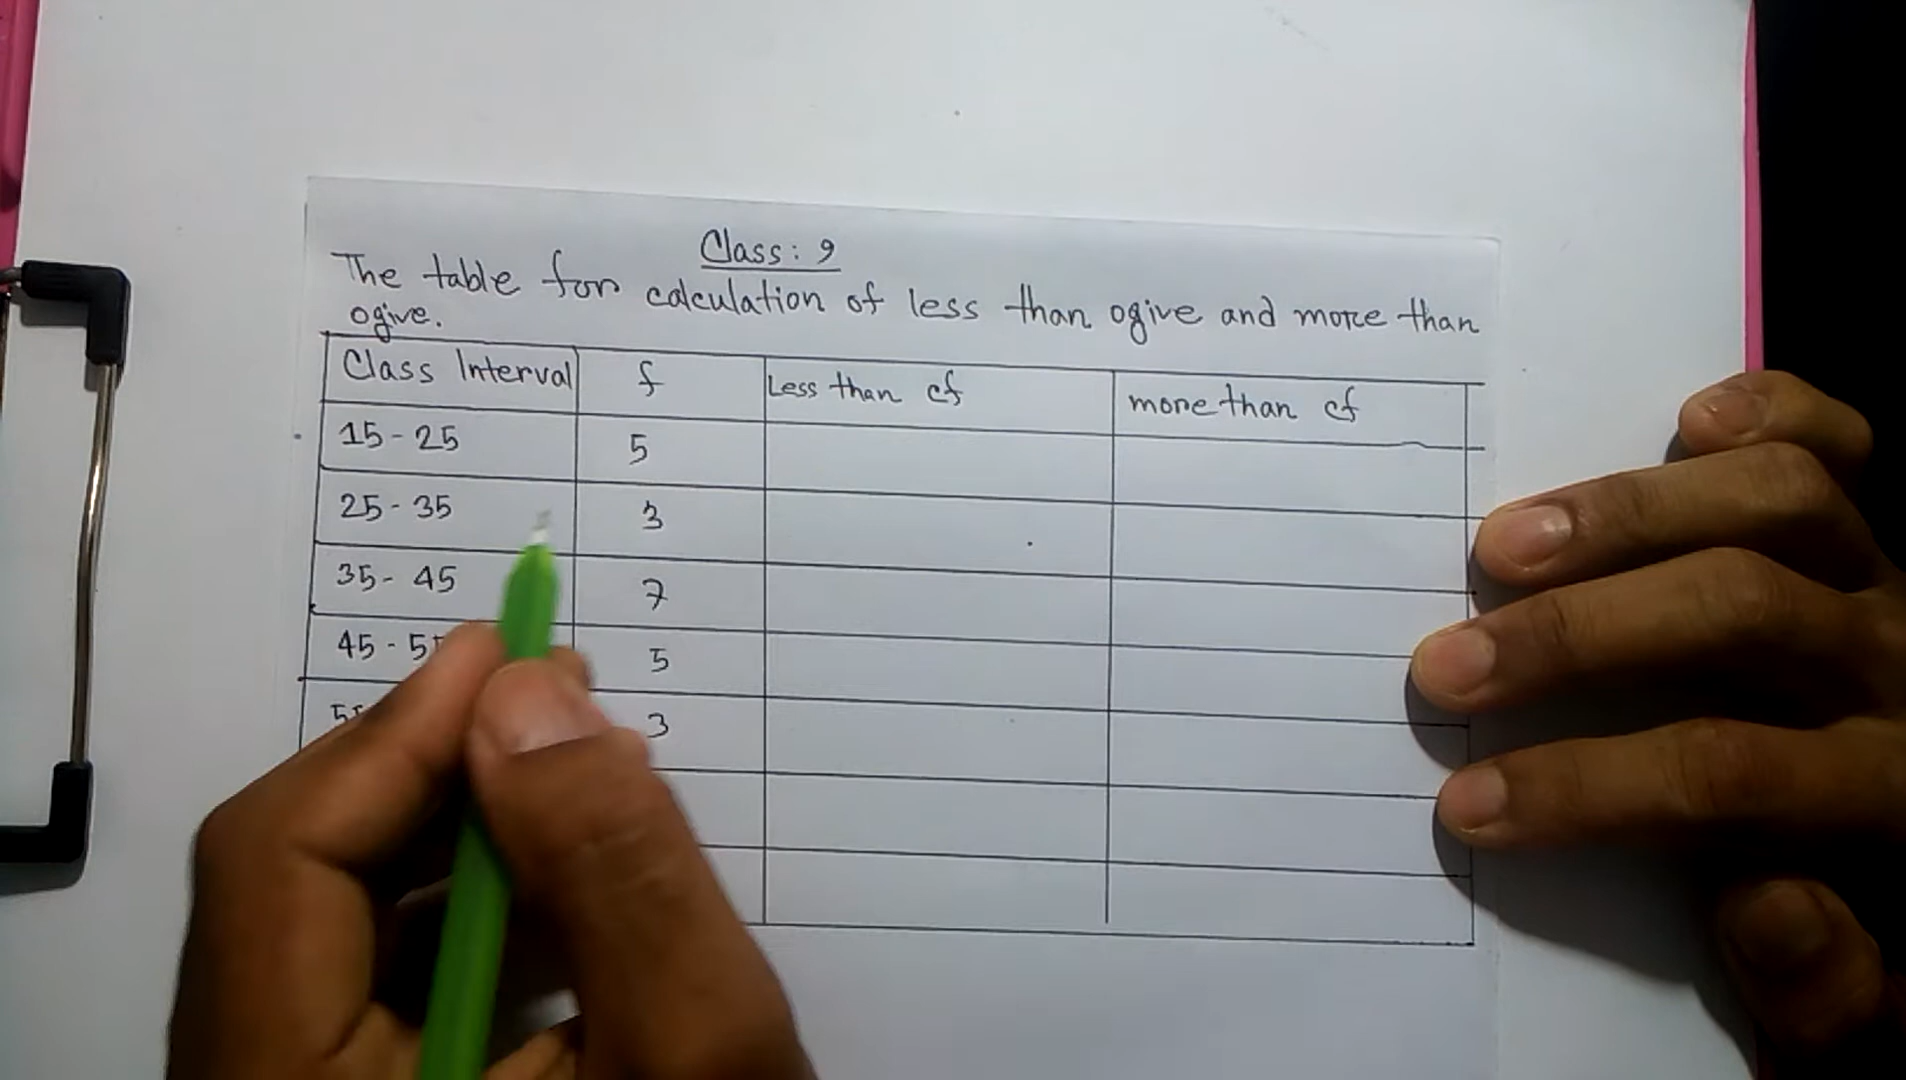 Class: 9
The table for calculation of less than ogive and more than
ogive.
Class Interval f Less than cf more than cf
15 - 25 5
25 - 35 3
35 - 45 7
45 - 5 5
3